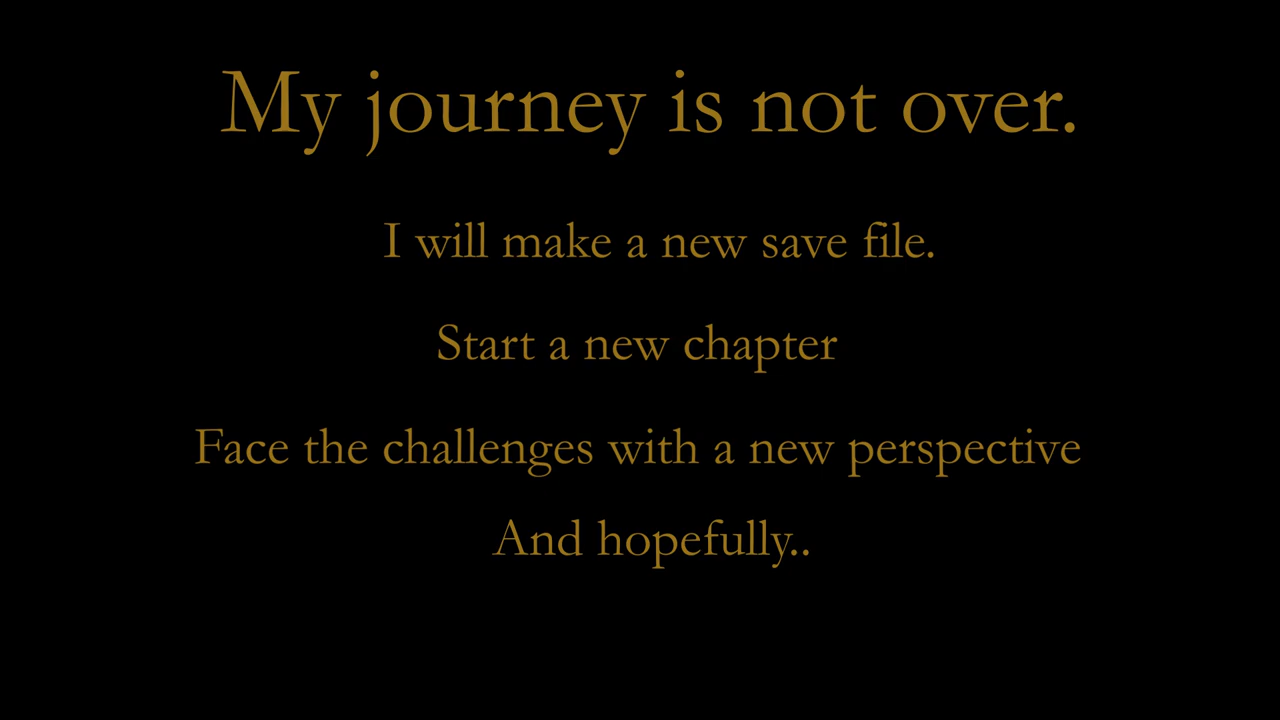 My journey is not over.
I will make a new save file.
Start a new chapter
Face the challenges with a new perspective
And hopefully..